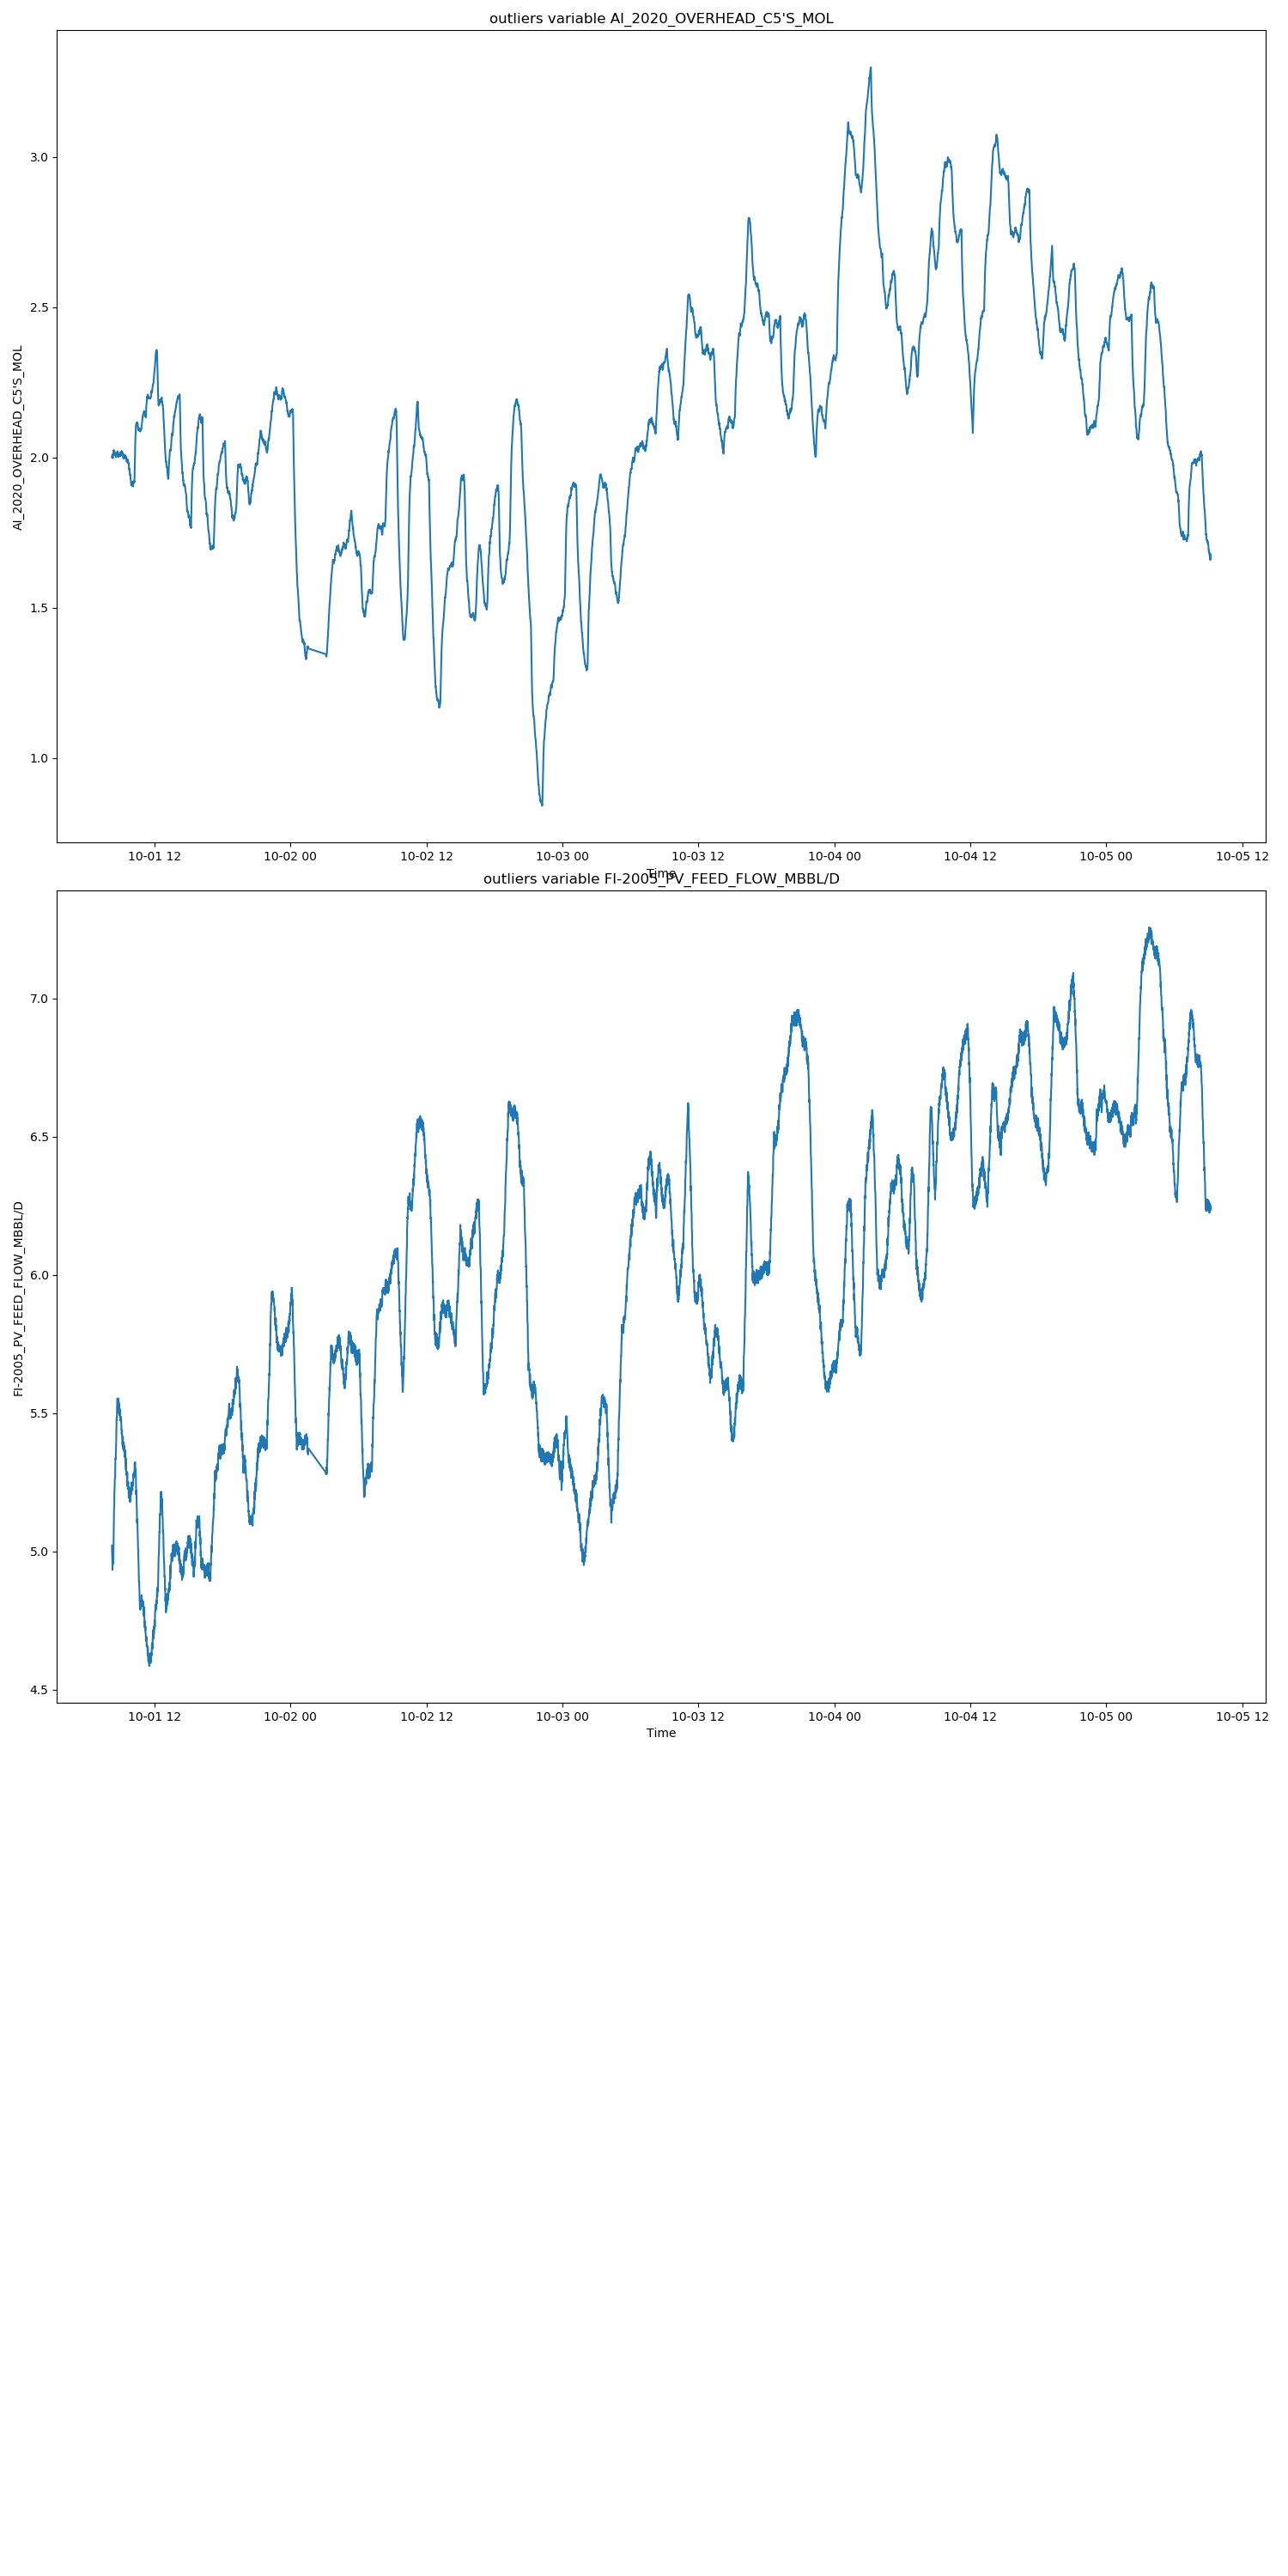 outliers variable AI_2020_OVERHEAD_C5'S_MOL
3.0
2.5
2.0
1.5
1.0
AI_2020_OVERHEAD_C5'S_MOL
10-01 12 10-02 00 10-02 12 10-03 00 10-03 12 10-04 00 10-04 12 10-05 00 10-05 12
Time
outliers variable FI-2005_PV_FEED_FLOW_MBBL/D
7.0
6.5
6.0
5.5
5.0
4.5
FI-2005_PV_FEED_FLOW_MBBL/D
10-01 12 10-02 00 10-02 12 10-03 00 10-03 12 10-04 00 10-04 12 10-05 00 10-05 12
Time